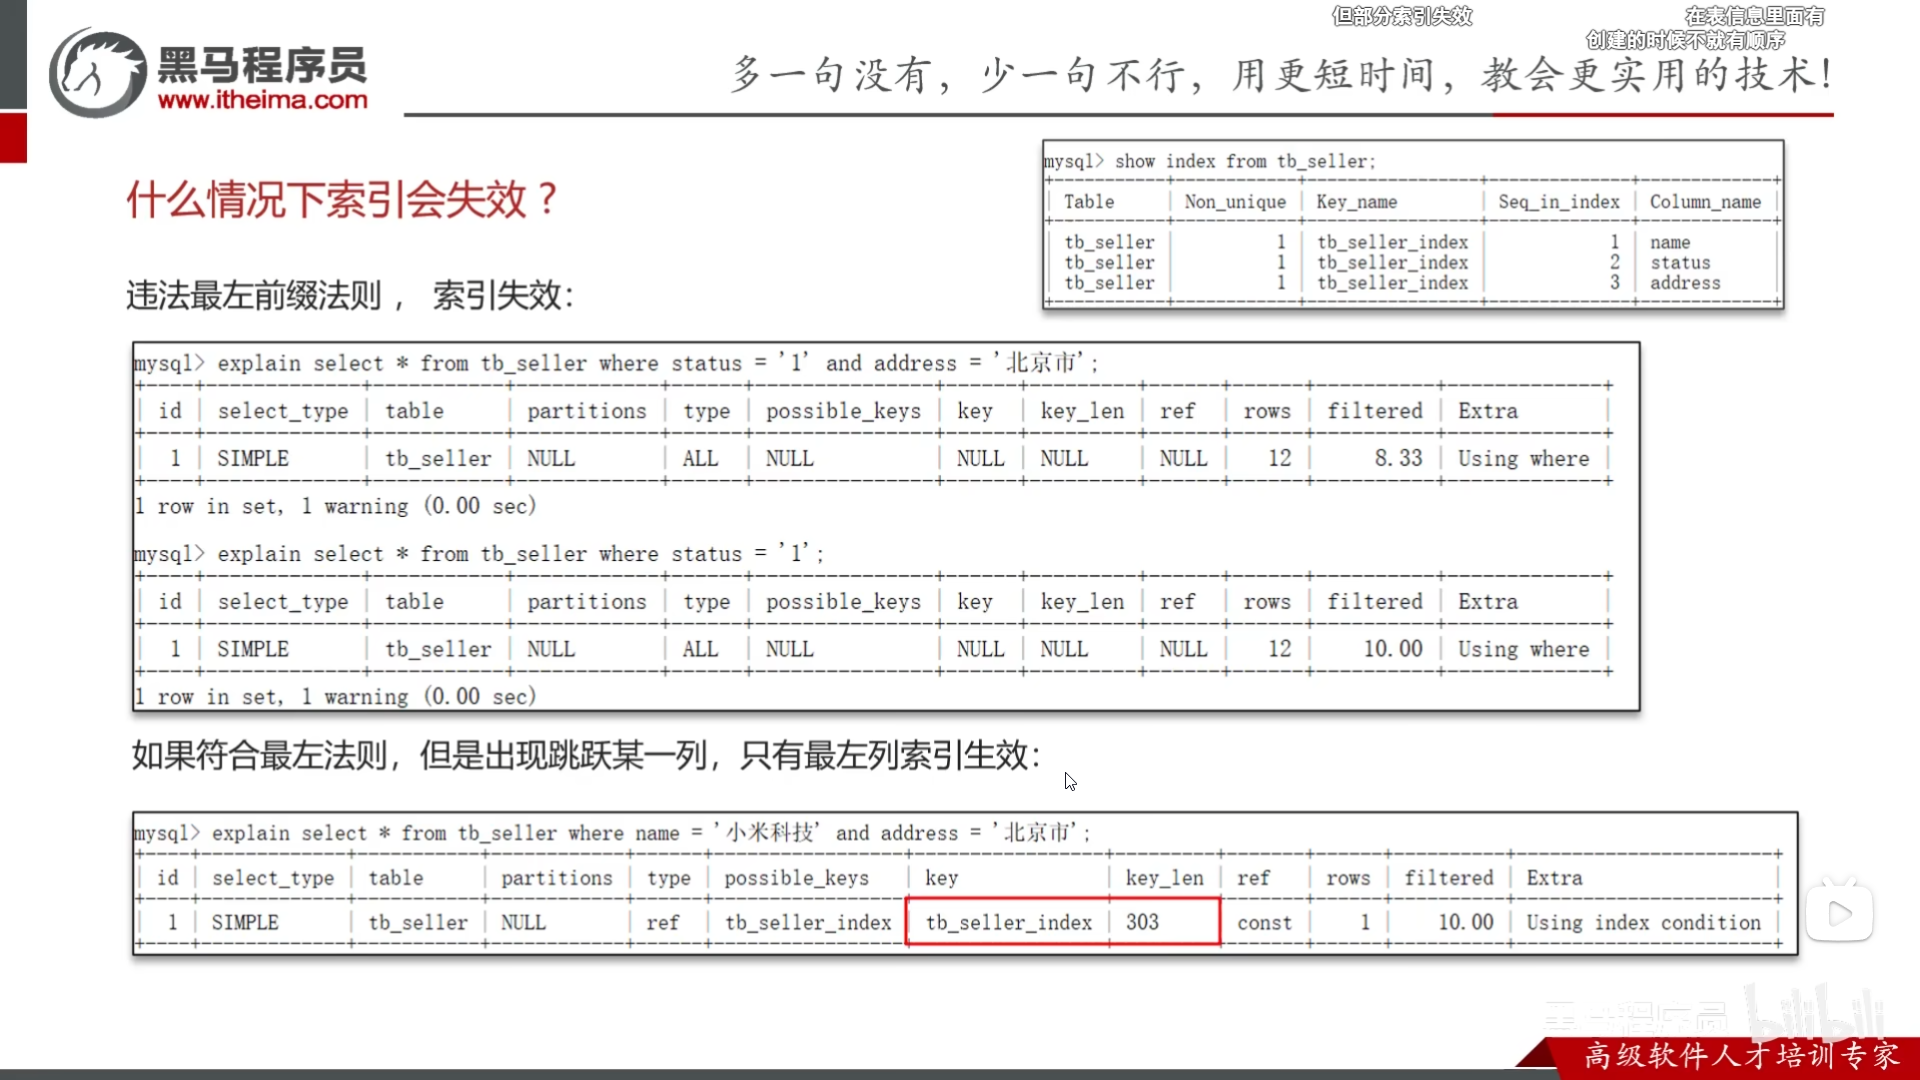 但部分索引失效
在表信息里面有
创建的时候不就有顺序
黑马程序员
www.itheima.com
多一句没有，少一句不行，用更短时间，教会更实用的技术！
什么情况下索引会失效？
mysql> show index from tb_seller;
| Table | Non_unique | Key_name | Seq_in_index | Column_name |
| tb_seller | 1 | tb_seller_index | 1 | name |
| tb_seller | 1 | tb_seller_index | 2 | status |
| tb_seller | 1 | tb_seller_index | 3 | address |
违法最左前缀法则 ， 索引失效：
mysql> explain select * from tb_seller where status = '1' and address = '北京市';
| id | select_type | table | partitions | type | possible_keys | key | key_len | ref | rows | filtered | Extra |
| 1 | SIMPLE | tb_seller | NULL | ALL | NULL | NULL | NULL | NULL | 12 | 8.33 | Using where |
1 row in set, 1 warning (0.00 sec)
mysql> explain select * from tb_seller where status = '1';
| id | select_type | table | partitions | type | possible_keys | key | key_len | ref | rows | filtered | Extra |
| 1 | SIMPLE | tb_seller | NULL | ALL | NULL | NULL | NULL | NULL | 12 | 10.00 | Using where |
1 row in set, 1 warning (0.00 sec)
如果符合最左法则，但是出现跳跃某一列，只有最左列索引生效：
mysql> explain select * from tb_seller where name = '小米科技' and address = '北京市';
| id | select_type | table | partitions | type | possible_keys | key | key_len | ref | rows | filtered | Extra |
| 1 | SIMPLE | tb_seller | NULL | ref | tb_seller_index | tb_seller_index | 303 | const | 1 | 10.00 | Using index condition |
黑马程序员 bilibili
高级软件人才培训专家